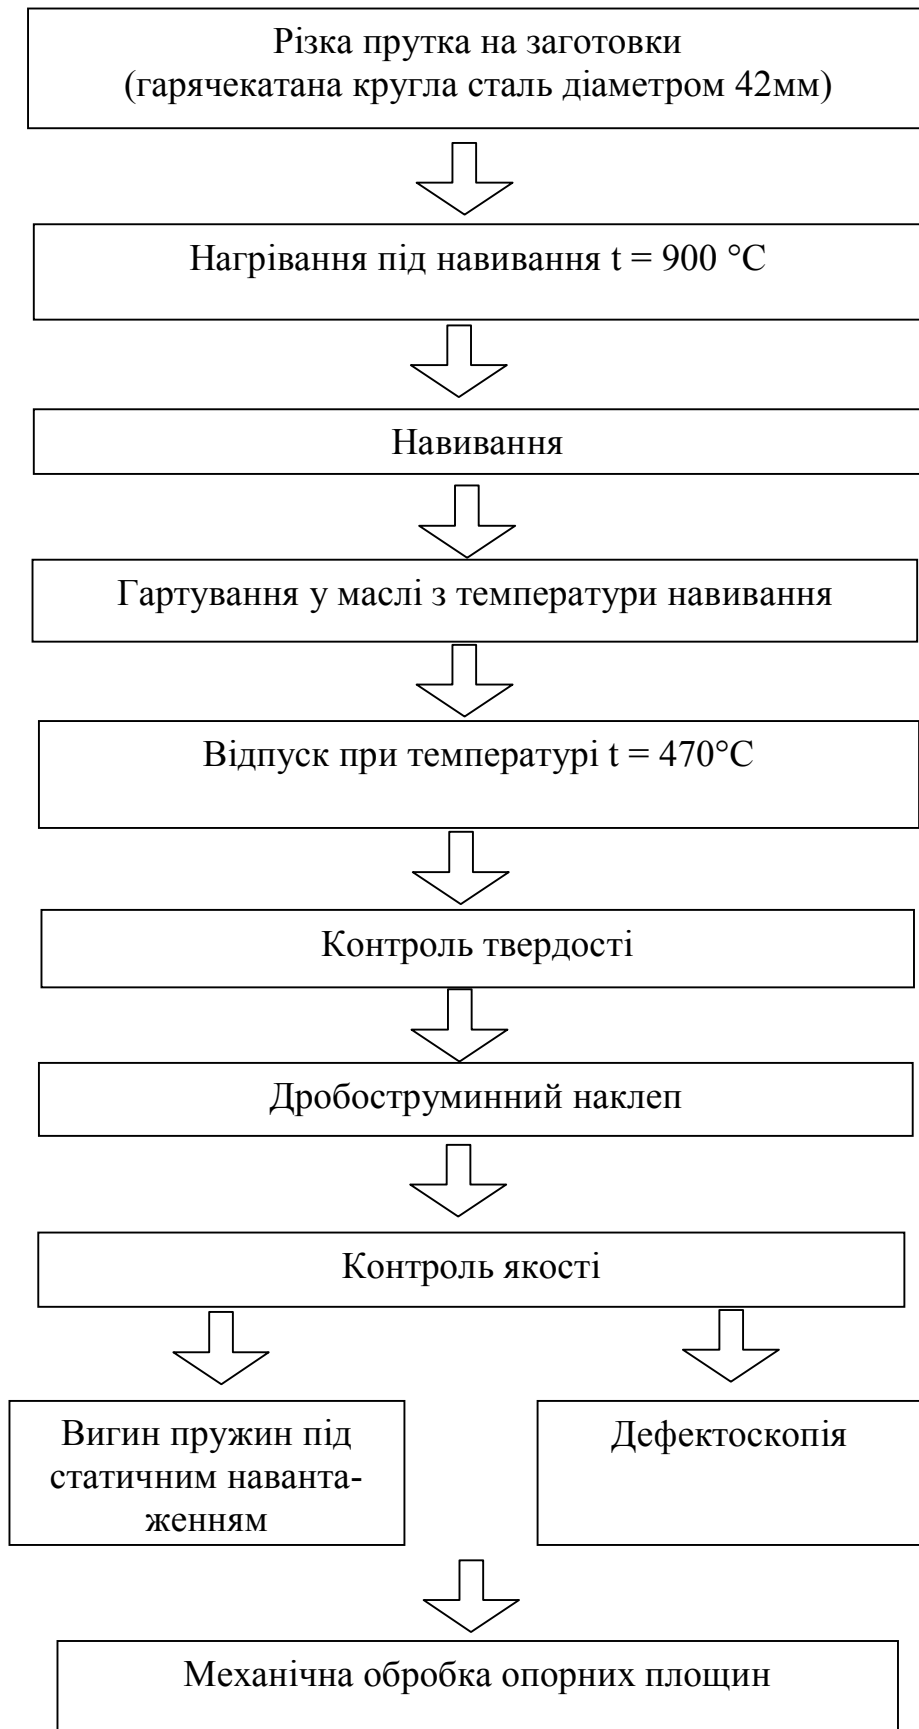 Різка прутка на заготовки
(гарячекатана кругла сталь діаметром 42мм)
Нагрівання під навивання t = 900 °C
Навивання
Гартування у маслі з температури навивання
Відпуск при температурі t = 470°C
Контроль твердості
Дробоструминний наклеп
Контроль якості
Вигин пружин під
статичним наванта-
женням
Дефектоскопія
Механічна обробка опорних площин